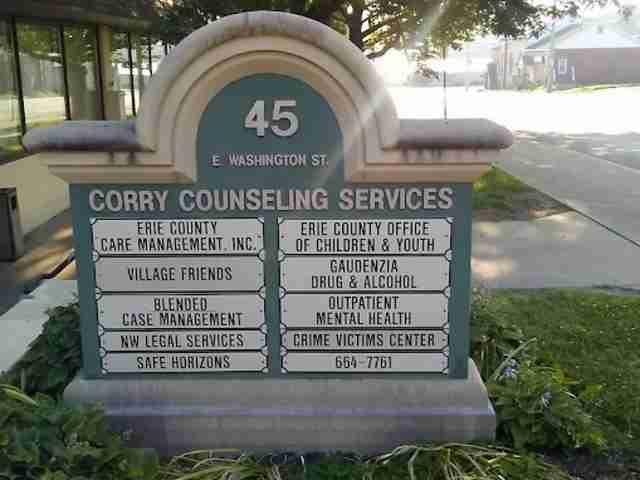 45
E. WASHINGTON ST.
CORRY COUNSELING SERVICES
ERIE COUNTY
CARE MANAGEMENT, INC.
VILLAGE FRIENDS
BLENDED
CASE MANAGEMENT
NW LEGAL SERVICES
SAFE HORIZONS
ERIE COUNTY OFFICE
OF CHILDREN & YOUTH
GAUDENZIA
DRUG & ALCOHOL
OUTPATIENT
MENTAL HEALTH
CRIME VICTIMS CENTER
664-7761